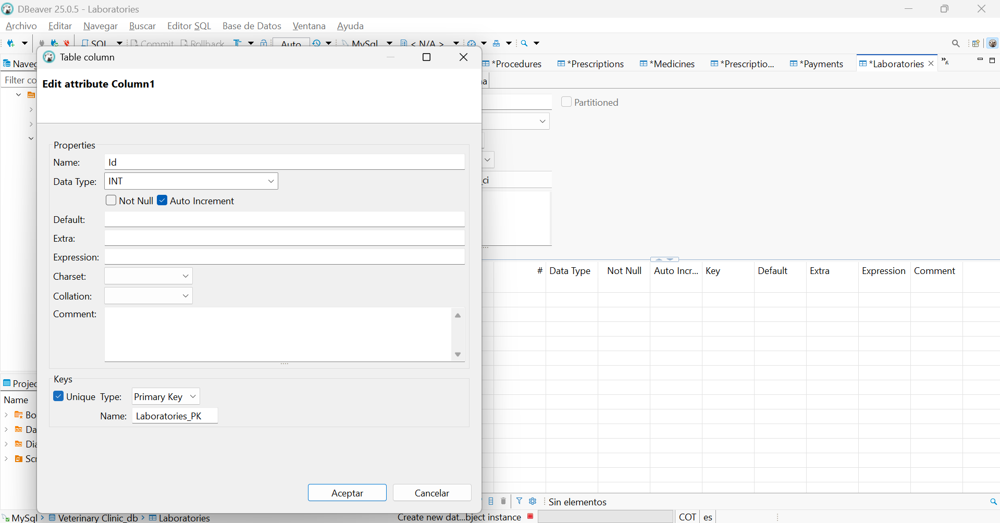 DBeaver 25.0.5 - Laboratories
Archivo Editar Navegar Buscar Editor SQL Base de Datos Ventana Ayuda
SQL Commit Rollback Auto MySql < N/A >
Table column
Naveg
*Procedures *Prescriptions *Medicines *Prescriptio... *Payments *Laboratories
Filter co
Edit attribute Column1
Partitioned
Properties
Name: Id
Data Type: INT
_ci
Not Null Auto Increment
Default:
Extra:
Expression:
Charset:
Collation:
Comment:
# Data Type Not Null Auto Incr... Key Default Extra Expression Comment
Keys
Unique Type: Primary Key
Name: Laboratories_PK
Projec
Name
Bo
Da
Dia
Scr
Aceptar Cancelar
Sin elementos
MySql Veterinary Clinic_db Laboratories
Create new dat...bject instance COT es